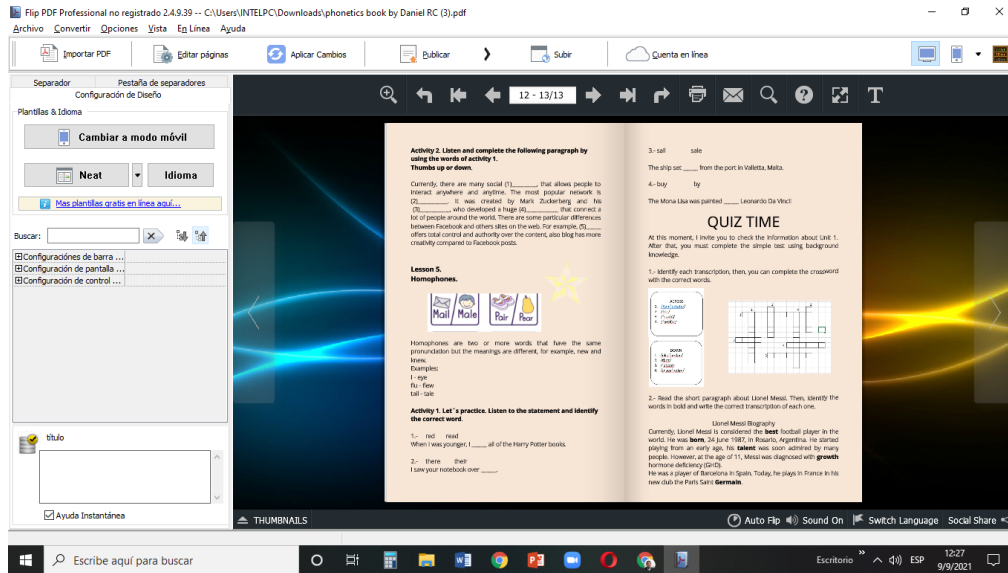 Flip PDF Professional no registrado 2.4.9.39 -- C:\Users\INTELPC\Downloads\phonetics book by Daniel RC (3).pdf
Archivo Convertir Opciones Vista En Línea Ayuda
Importar PDF Editar páginas Aplicar Cambios Publicar Subir Cuenta en línea
Separador Pestaña de separadores
Configuración de Diseño
Plantillas & Idioma
Cambiar a modo móvil
Neat Idioma
Mas plantillas gratis en línea aquí...
Buscar:
Configuraciónes de barra ...
Configuración de pantalla ...
Configuración de control ...
título
Ayuda Instantánea
12 - 13/13
Activity 2. Listen and complete the following paragraph by
using the words of activity 1.
Thumbs up or down.
Currently, there are many social (1)_______, that allows people to
interact anywhere and anytime. The most popular network is
(2)_______. It was created by Mark Zuckerberg and his
(3)_______, who developed a huge (4)_______ that connect a
lot of people around the world. There are some particular differences
between Facebook and others sites on the web. For example, (5)____
offers total control and authority over the content, also blog has more
creativity compared to Facebook posts.
Lesson 5.
Homophones.
Mail Male Pair Pear
Homophones are two or more words that have the same
pronunciation but the meanings are different, for example, new and
knew.
Examples:
I - eye
flu - flew
tail - tale
Activity 1. Let´s practice. Listen to the statement and identify
the correct word.
1.- red read
When I was younger, I ____ all of the Harry Potter books.
2.- there their
I saw your notebook over ____.
3.- sail sale
The ship set ____ from the port in Valletta, Malta.
4.- buy by
The Mona Lisa was painted ____ Leonardo Da Vinci!
QUIZ TIME
At this moment, I invite you to check the information about Unit 1.
After that, you must complete the simple test using background
knowledge.
1.- Identify each transcription, then, you can complete the crossword
with the correct words.
ACROSS
DOWN
2.- Read the short paragraph about Lionel Messi. Then, identify the
words in bold and write the correct transcription of each one.
Lionel Messi Biography
Currently, Lionel Messi is considered the best football player in the
world. He was born, 24 June 1987, in Rosario, Argentina. He started
playing from an early age, his talent was soon admired by many
people. However, at the age of 11, Messi was diagnosed with growth
hormone deficiency (GHD).
He was a player of Barcelona in Spain. Today, he plays in France in his
new club the Paris Saint Germain.
THUMBNAILS Auto Flip Sound On Switch Language Social Share
Escribe aquí para buscar
Escritorio ESP 12:27
9/9/2021